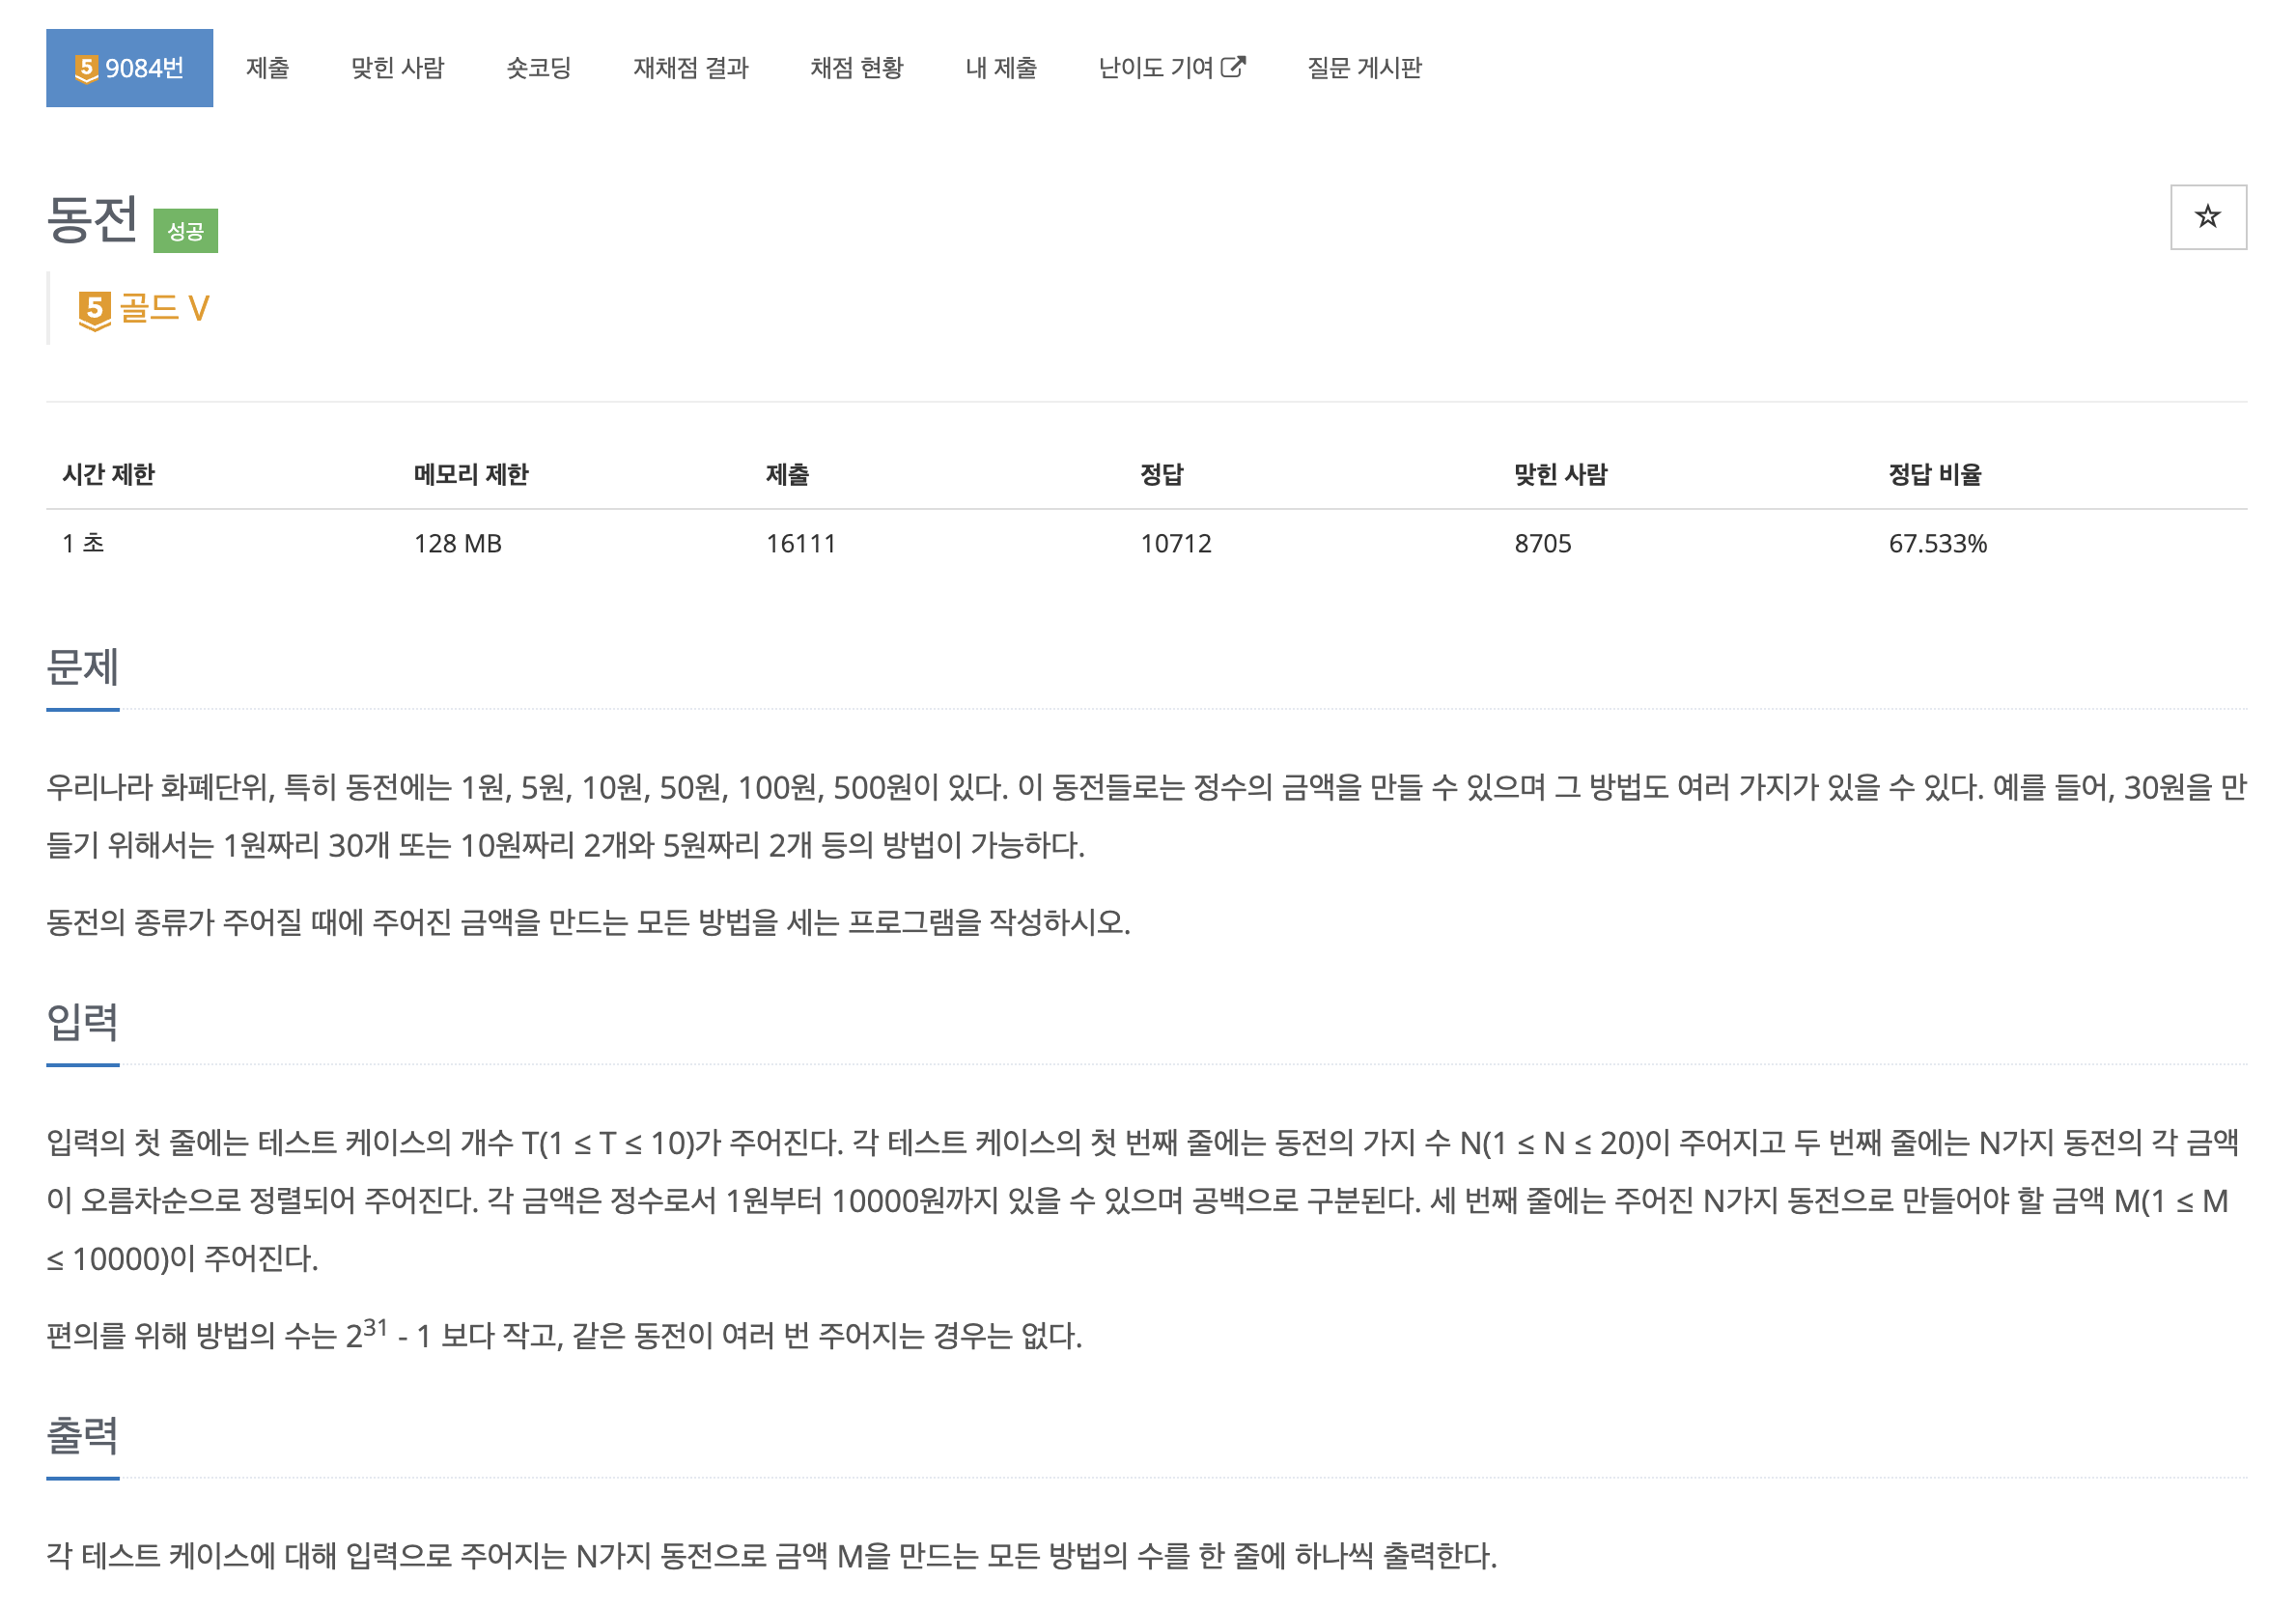 5 9084번 제출 맞힌 사람 숏코딩 재채점 결과 채점 현황 내 제출 난이도 기여 질문 게시판
동전 성공
5 골드 V
시간 제한 메모리 제한 제출 정답 맞힌 사람 정답 비율
1 초 128 MB 16111 10712 8705 67.533%
문제
우리나라 화폐단위, 특히 동전에는 1원, 5원, 10원, 50원, 100원, 500원이 있다. 이 동전들로는 정수의 금액을 만들 수 있으며 그 방법도 여러 가지가 있을 수 있다. 예를 들어, 30원을 만
들기 위해서는 1원짜리 30개 또는 10원짜리 2개와 5원짜리 2개 등의 방법이 가능하다.
동전의 종류가 주어질 때에 주어진 금액을 만드는 모든 방법을 세는 프로그램을 작성하시오.
입력
입력의 첫 줄에는 테스트 케이스의 개수 T(1 ≤ T ≤ 10)가 주어진다. 각 테스트 케이스의 첫 번째 줄에는 동전의 가지 수 N(1 ≤ N ≤ 20)이 주어지고 두 번째 줄에는 N가지 동전의 각 금액
이 오름차순으로 정렬되어 주어진다. 각 금액은 정수로서 1원부터 10000원까지 있을 수 있으며 공백으로 구분된다. 세 번째 줄에는 주어진 N가지 동전으로 만들어야 할 금액 M(1 ≤ M
≤ 10000)이 주어진다.
편의를 위해 방법의 수는 2³¹ - 1 보다 작고, 같은 동전이 여러 번 주어지는 경우는 없다.
출력
각 테스트 케이스에 대해 입력으로 주어지는 N가지 동전으로 금액 M을 만드는 모든 방법의 수를 한 줄에 하나씩 출력한다.